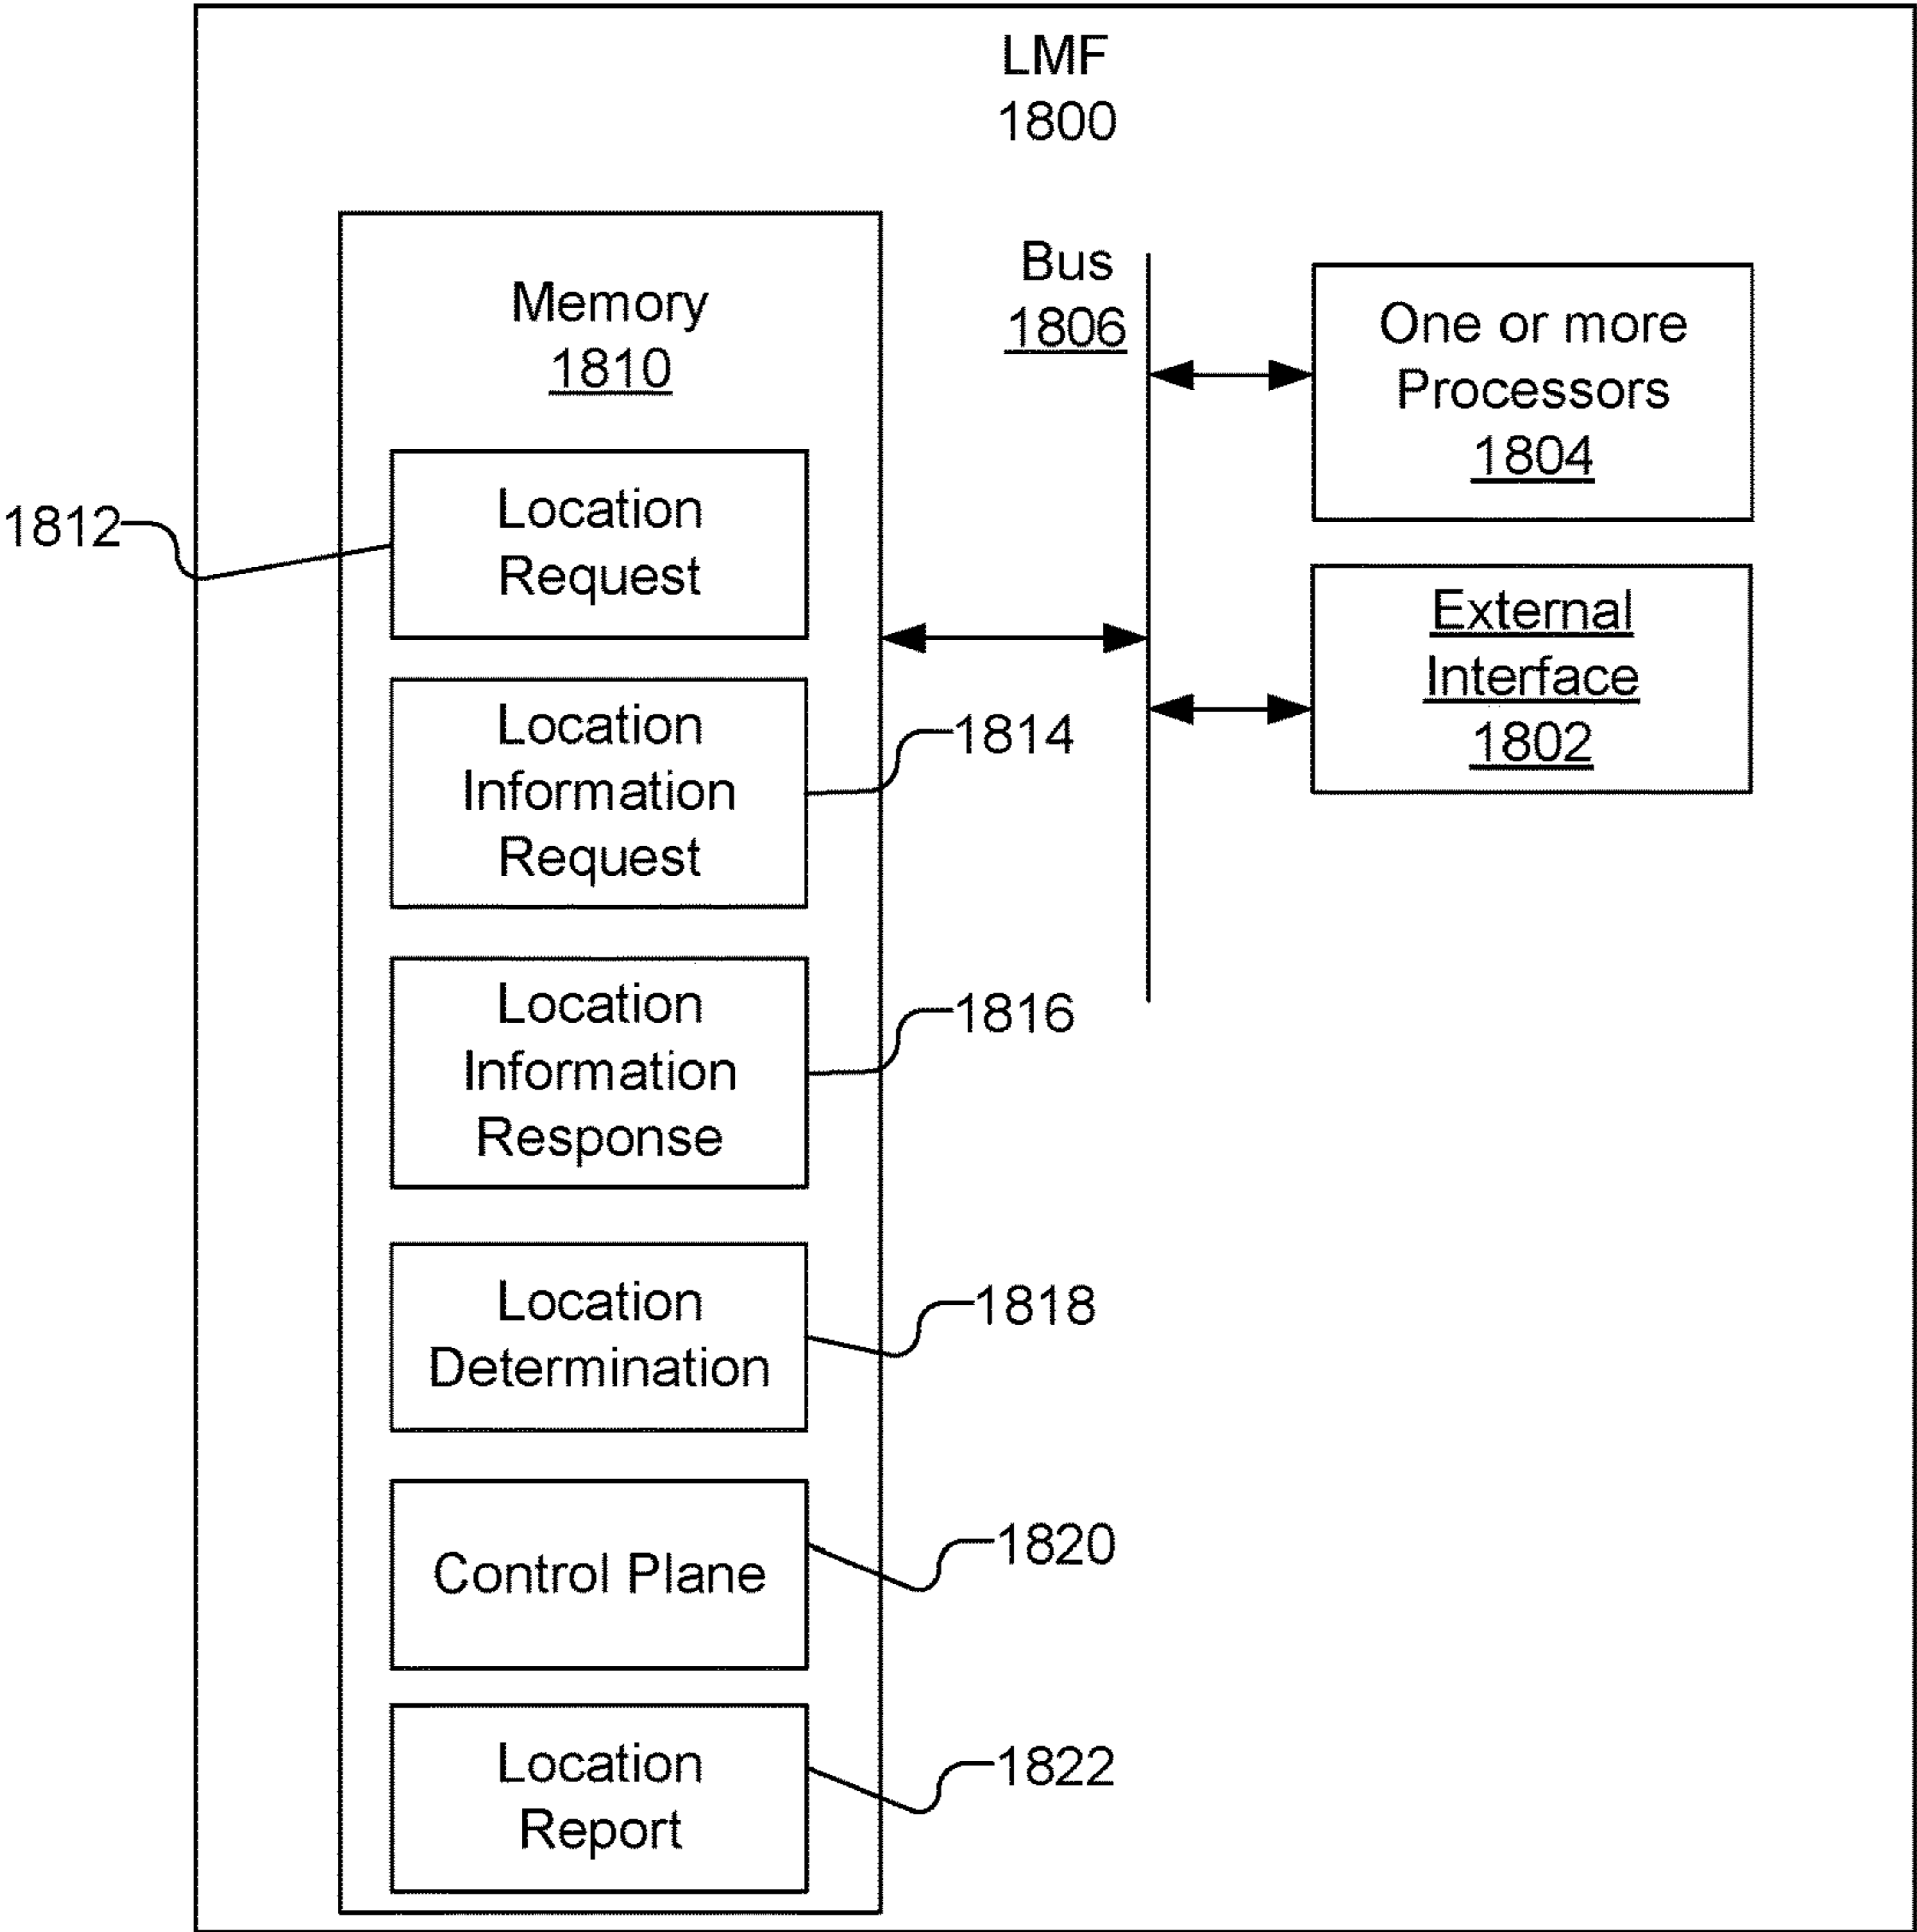 LMF
1800
Memory
1810
Bus
1806
One or more
Processors
1804
External
Interface
1802
1812
Location
Request
Location
Information
Request
1814
Location
Information
Response
1816
Location
Determination
1818
Control Plane
1820
Location
Report
1822